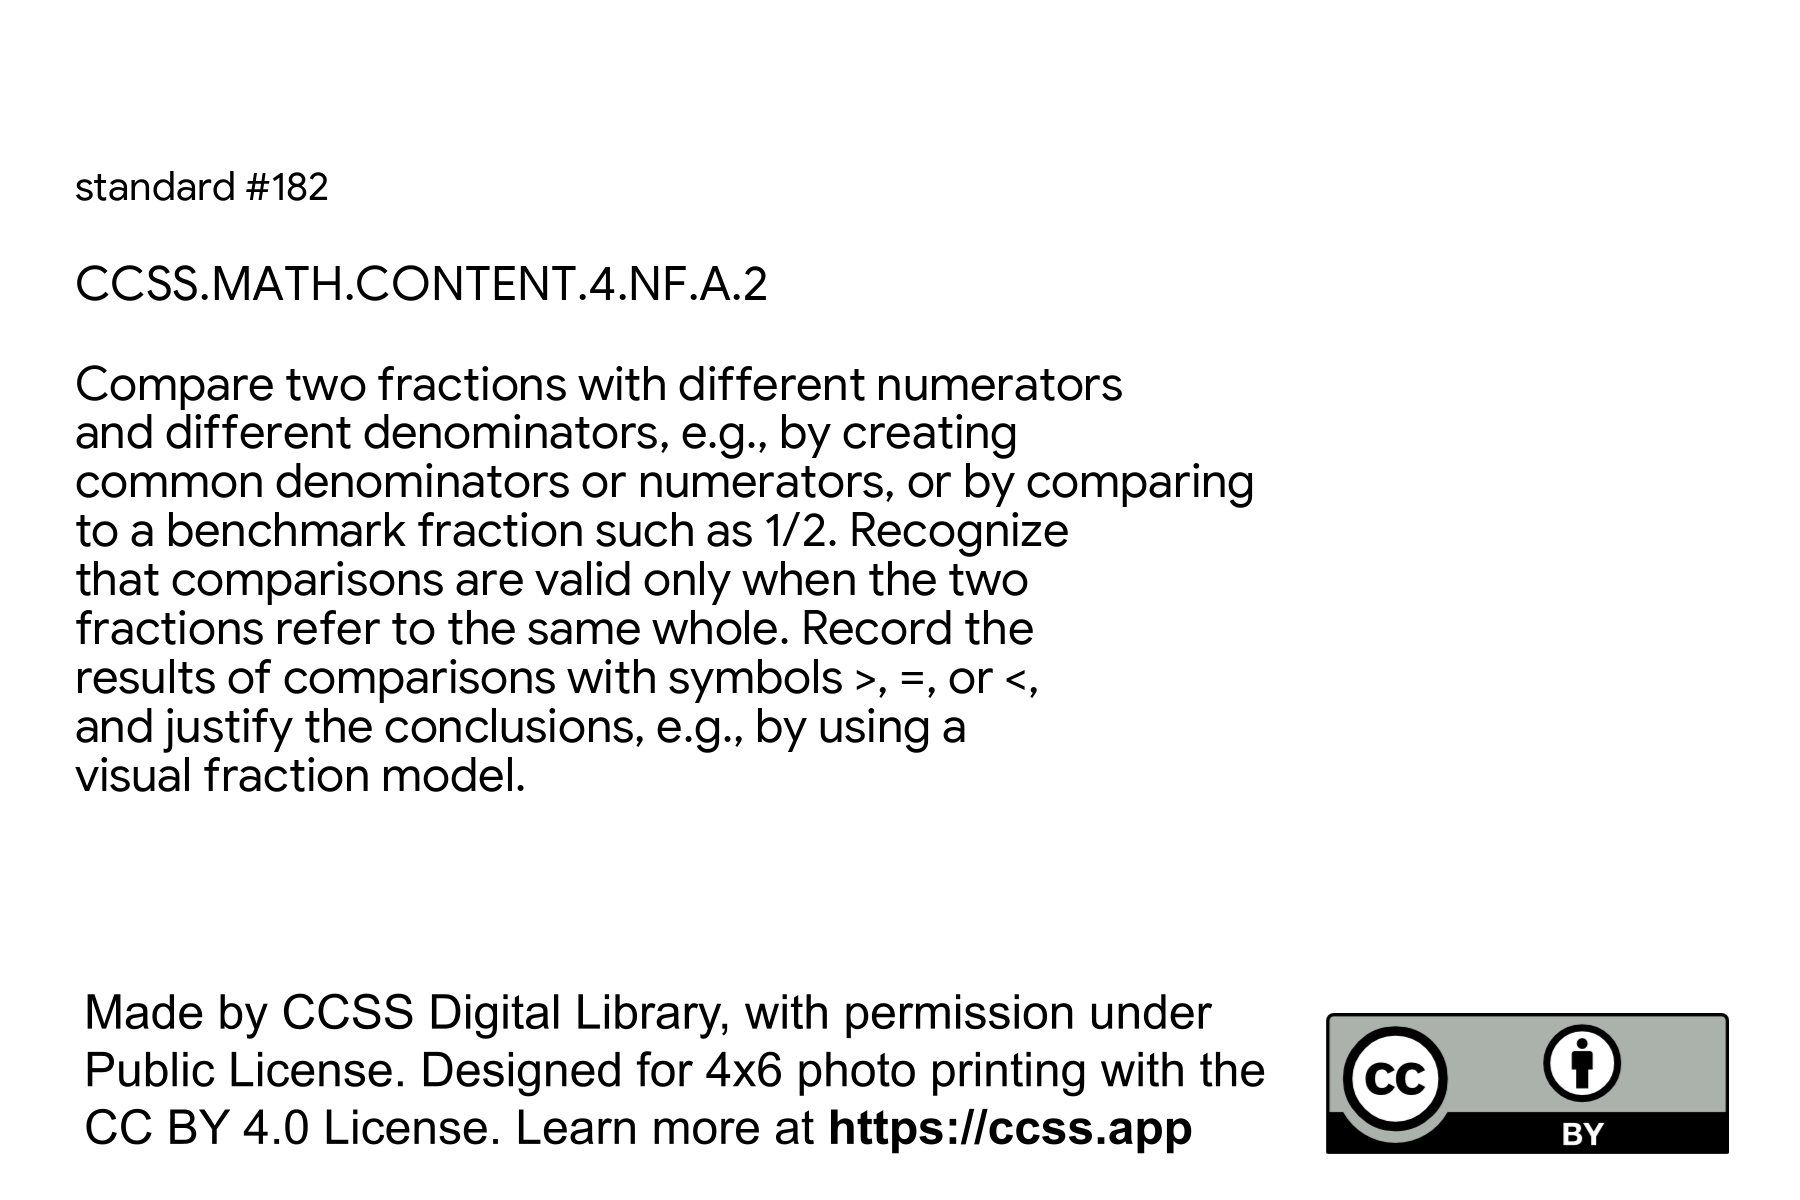 standard #182
CCSS.MATH.CONTENT.4.NF.A.2
Compare two fractions with different numerators
and different denominators, e.g., by creating
common denominators or numerators, or by comparing
to a benchmark fraction such as 1/2. Recognize
that comparisons are valid only when the two
fractions refer to the same whole. Record the
results of comparisons with symbols >, =, or <,
and justify the conclusions, e.g., by using a
visual fraction model.
Made by CCSS Digital Library, with permission under
Public License. Designed for 4x6 photo printing with the
CC BY 4.0 License. Learn more at https://ccss.app
CC
BY